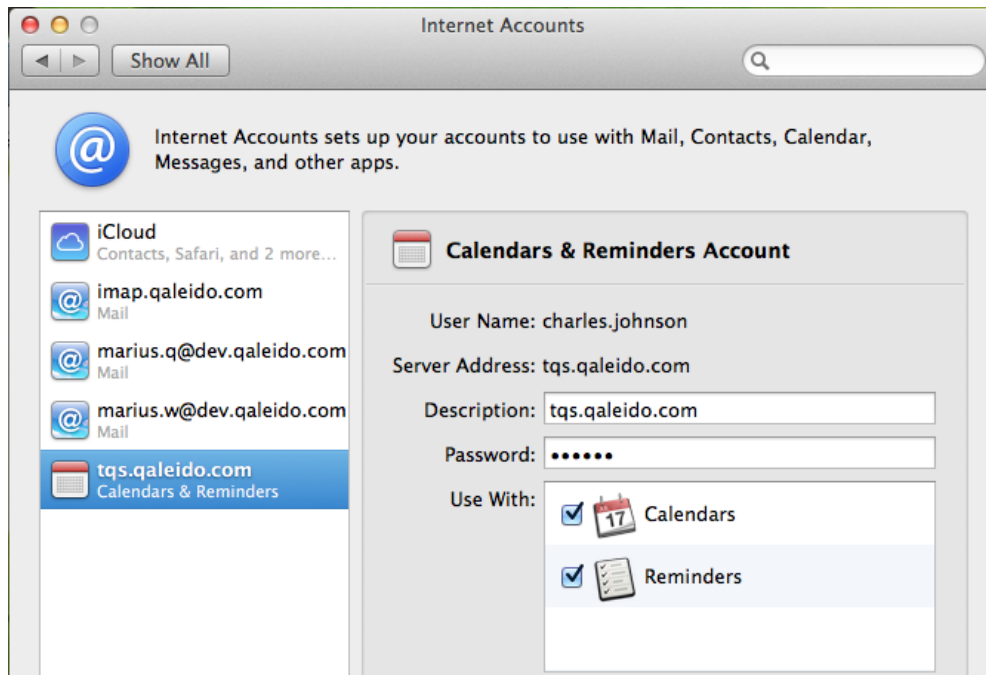 Internet Accounts
Show All
Internet Accounts sets up your accounts to use with Mail, Contacts, Calendar,
Messages, and other apps.
iCloud
Contacts, Safari, and 2 more...
imap.qaleido.com
Mail
marius.q@dev.qaleido.com
Mail
marius.w@dev.qaleido.com
Mail
tqs.qaleido.com
Calendars & Reminders
Calendars & Reminders Account
User Name: charles.johnson
Server Address: tqs.qaleido.com
Description: tqs.qaleido.com
Password: ••••••
Use With:
17
Calendars
Reminders